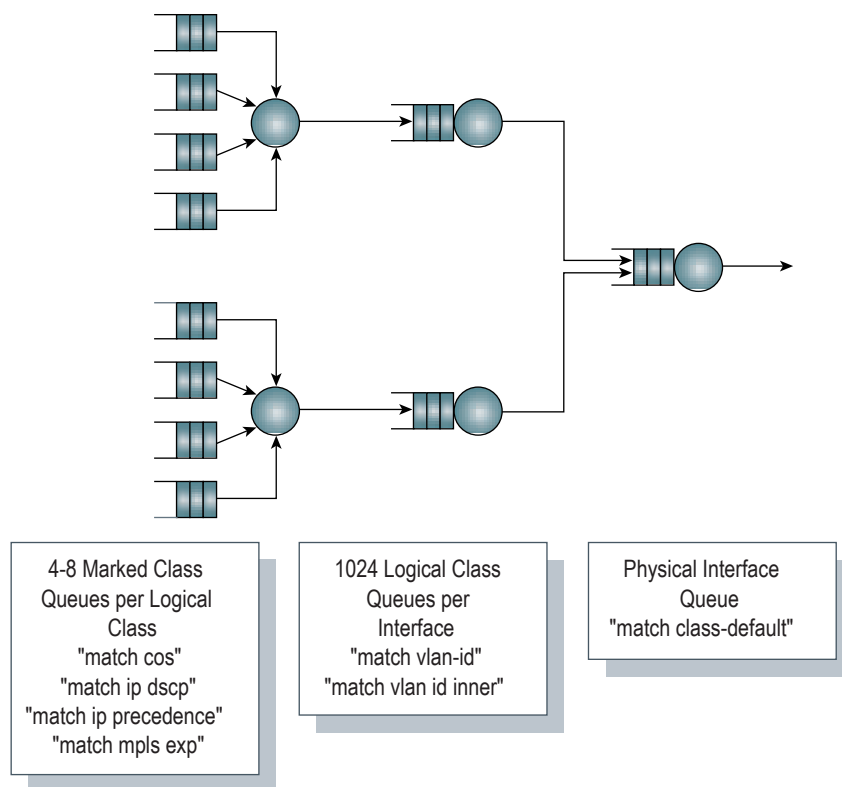 4-8 Marked Class
Queues per Logical
Class
"match cos"
"match ip dscp"
"match ip precedence"
"match mpls exp"
1024 Logical Class
Queues per
Interface
"match vlan-id"
"match vlan id inner"
Physical Interface
Queue
"match class-default"